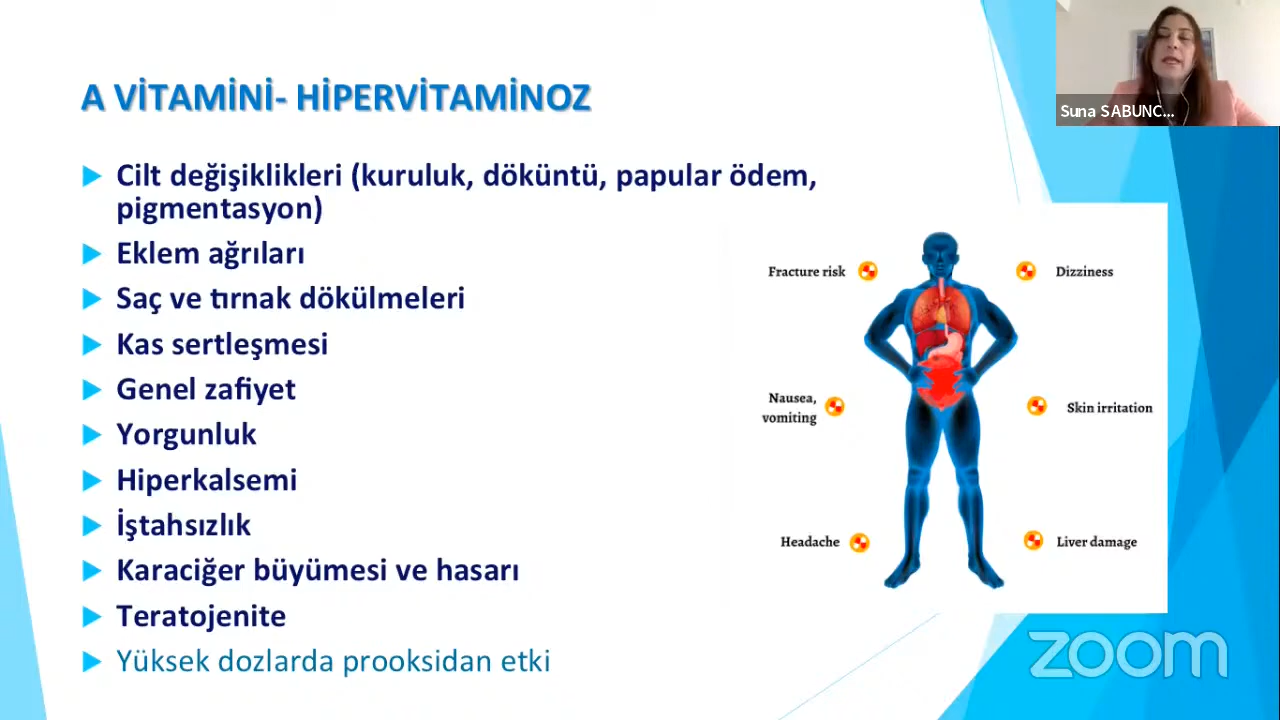 A VİTAMİNİ- HİPERVİTAMİNOZ
Cilt değişiklikleri (kuruluk, döküntü, papular ödem,
pigmentasyon)
Eklem ağrıları
Saç ve tırnak dökülmeleri
Kas sertleşmesi
Genel zafiyet
Yorgunluk
Hiperkalsemi
İştahsızlık
Karaciğer büyümesi ve hasarı
Teratojenite
Yüksek dozlarda prooksidan etki
Fracture risk
Dizziness
Nausea,
vomiting
Skin irritation
Headache
Liver damage
Suna SABUNC...
zoom